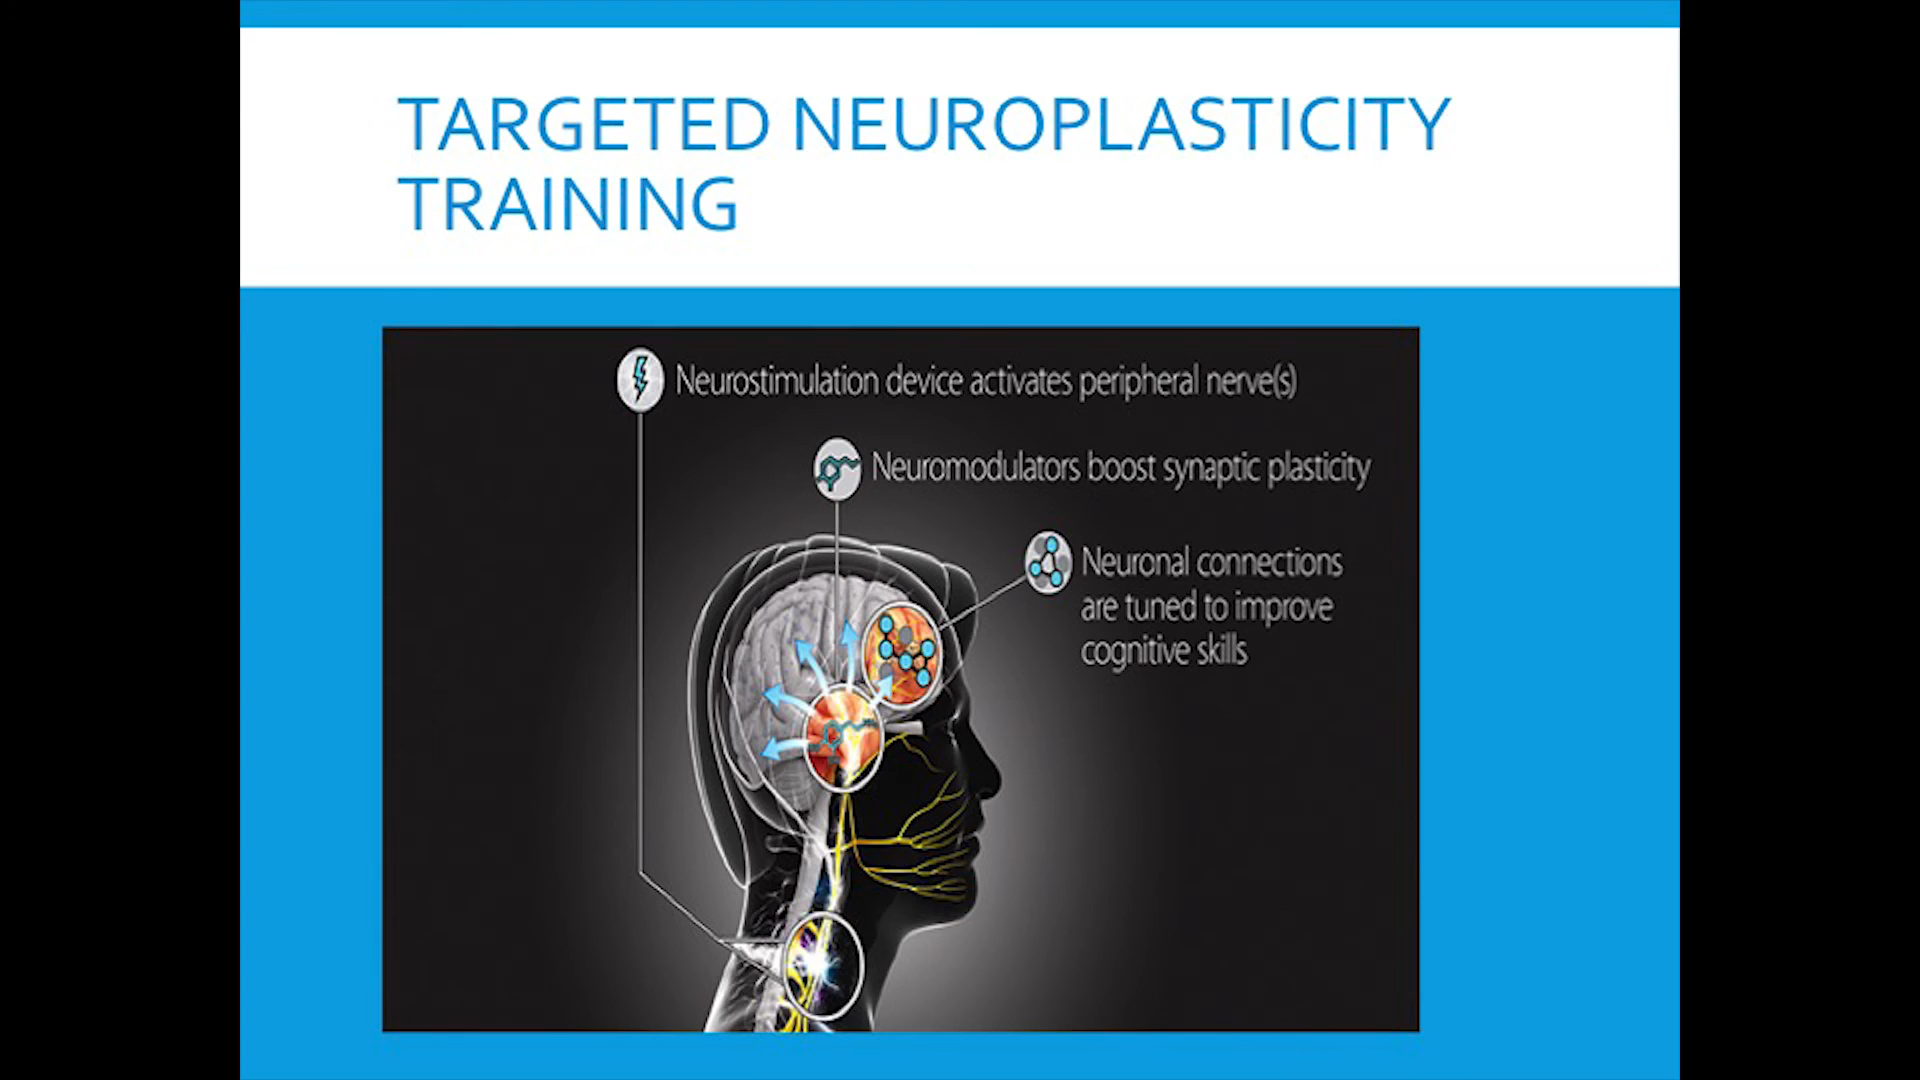 TARGETED NEUROPLASTICITY
TRAINING
Neurostimulation device activates peripheral nerve(s)
Neuromodulators boost synaptic plasticity
Neuronal connections
are tuned to improve
cognitive skills